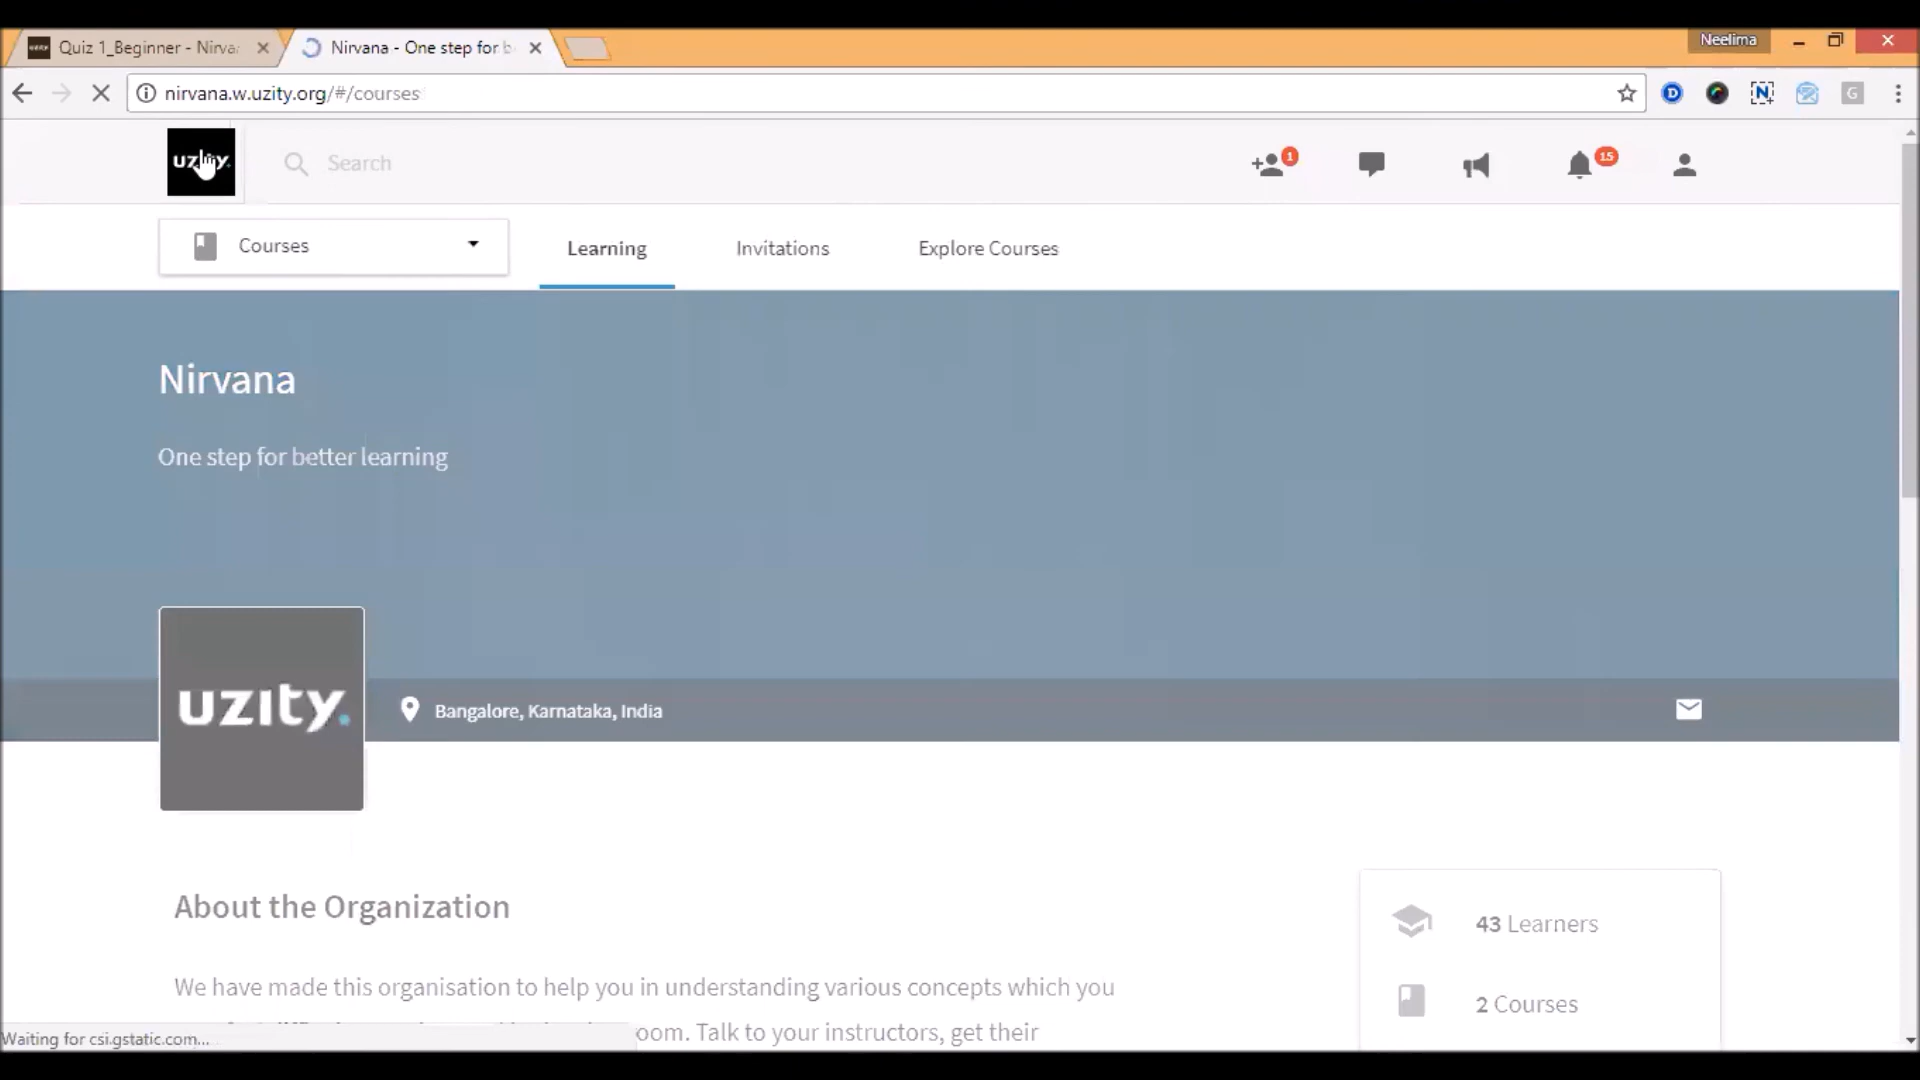 Quiz 1_Beginner - Nirva
Nirvana - One step for b
Neelima
nirvana.w.uzity.org/#/courses
D
N
G
uzity.
Search
1
15
Courses
Learning
Invitations
Explore Courses
Nirvana
One step for better learning
uzity.
Bangalore, Karnataka, India
About the Organization
43 Learners
We have made this organisation to help you in understanding various concepts which you
2 Courses
room. Talk to your instructors, get their
Waiting for csi.gstatic.com...